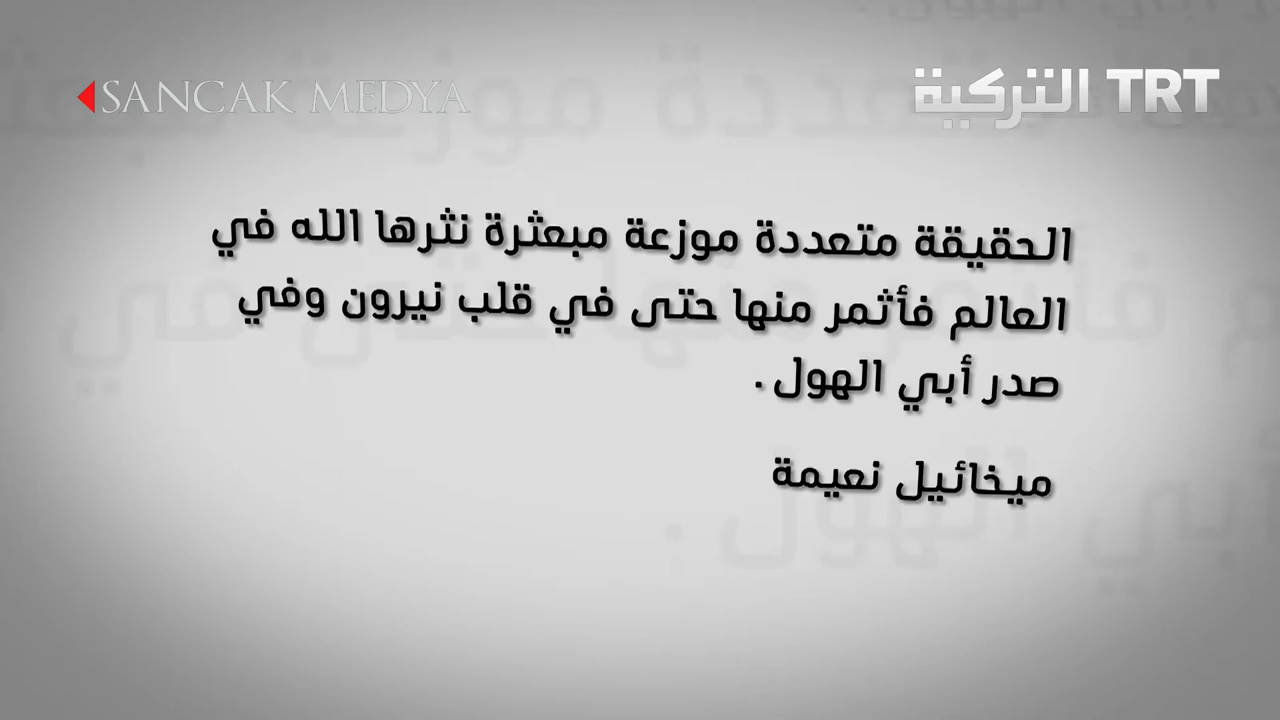 SANCAK MEDYA
TRT التركية
الحقيقة متعددة موزعة مبعثرة نثرها الله في
العالم فأثمر منها حتى في قلب نيرون وفي
صدر أبي الهول.
ميخائيل نعيمة